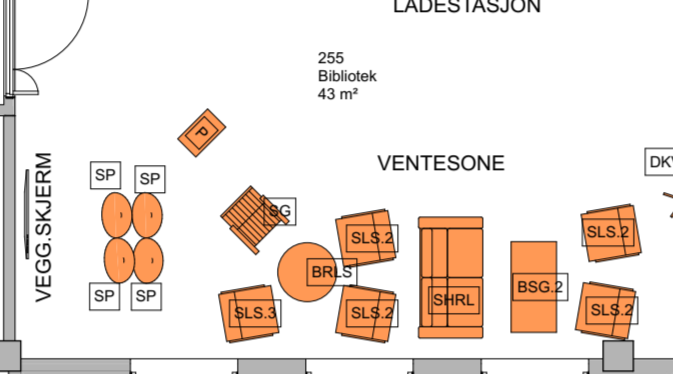 LADESTASJON
255
Bibliotek
43 m²
P
VENTESONE
VEGG.SKJERM
SP
SP
SG
SLS.2
SLS.2
BRLS
BSG.2
SP
SP
SHRL
SLS.3
SLS.2
SLS.2